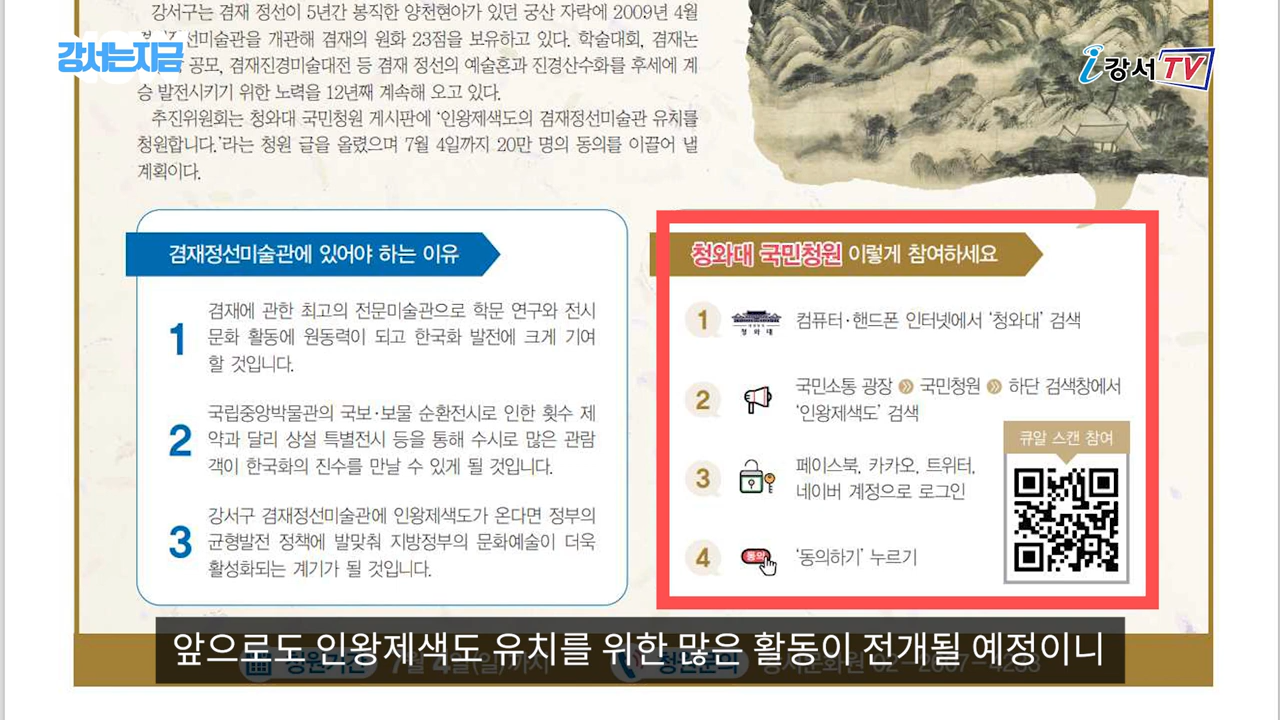 강서구는 겸재 정선이 5년간 봉직한 양천현아가 있던 궁산 자락에 2009년 4월
강서는지금
i강서TV
선미술관을 개관해 겸재의 원화 23점을 보유하고 있다. 학술대회, 겸재논
공모, 겸재진경미술대전 등 겸재 정선의 예술혼과 진경산수화를 후세에 계
승 발전시키기 위한 노력을 12년째 계속해 오고 있다.
추진위원회는 청와대 국민청원 게시판에 ‘인왕제색도의 겸재정선미술관 유치를
청원합니다.’라는 청원 글을 올렸으며 7월 4일까지 20만 명의 동의를 이끌어 낼
계획이다.
겸재정선미술관에 있어야 하는 이유
1
겸재에 관한 최고의 전문미술관으로 학문 연구와 전시
문화 활동에 원동력이 되고 한국화 발전에 크게 기여
할 것입니다.
2
국립중앙박물관의 국보·보물 순환전시로 인한 횟수 제
약과 달리 상설 특별전시 등을 통해 수시로 많은 관람
객이 한국화의 진수를 만날 수 있게 될 것입니다.
3
강서구 겸재정선미술관에 인왕제색도가 온다면 정부의
균형발전 정책에 발맞춰 지방정부의 문화예술이 더욱
활성화되는 계기가 될 것입니다.
청와대 국민청원 이렇게 참여하세요
1
청와대
컴퓨터·핸드폰 인터넷에서 ‘청와대’ 검색
2
국민소통 광장 국민청원 하단 검색창에서
‘인왕제색도’ 검색
3
페이스북, 카카오, 트위터,
네이버 계정으로 로그인
4
‘동의하기’ 누르기
큐알 스캔 참여
앞으로도 인왕제색도 유치를 위한 많은 활동이 전개될 예정이니